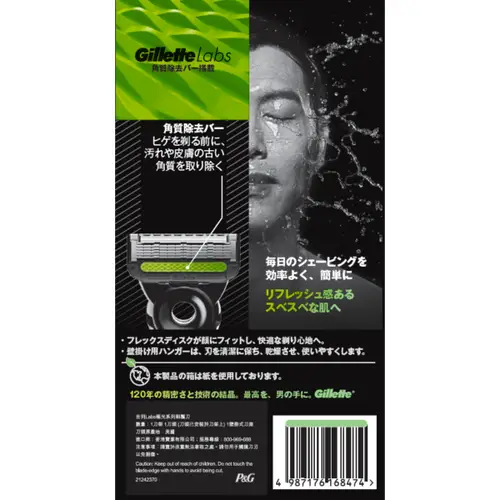 Gillette Labs
角質除去バー搭載
角質除去バー
ヒゲを剃る前に、
汚れや皮膚の古い
角質を取り除く
毎日のシェービングを
効率よく、簡単に
リフレッシュ感ある
スベスベな肌へ
・フレックスディスクが顔にフィットし、快適な剃り心地へ。
・壁掛け用ハンガーは、刃を清潔に保ち、乾燥させ、使いやすくします。
本製品の箱は紙を使用しております。
120年の精密さと技術の結晶。最高を、男の手に。Gillette
Caution: Keep out of reach of children. Do not touch the
blade-edge with hands to avoid being cut.
21242370
P&G
4 987176 168474 >